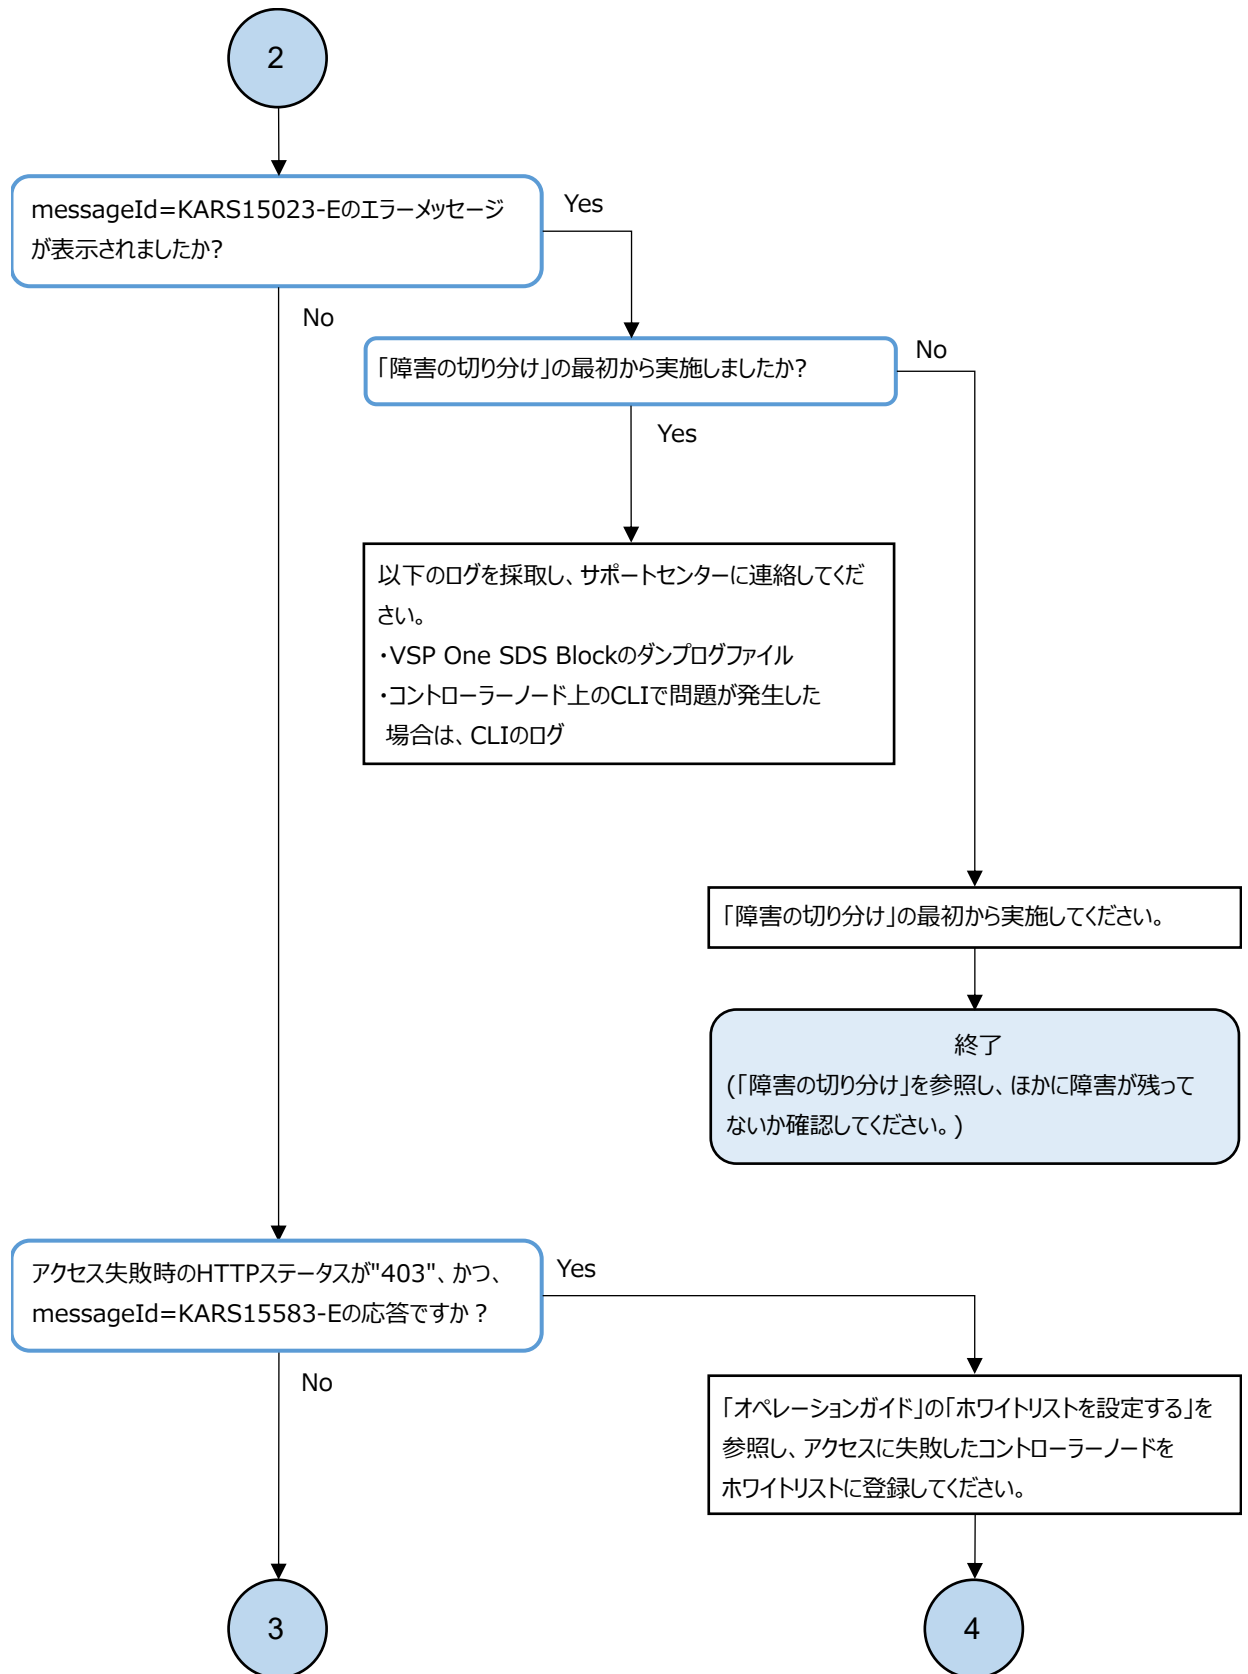 2
messageId=KARS15023-Eのエラーメッセージ
が表示されましたか?
Yes
No
「障害の切り分け」の最初から実施しましたか?
No
Yes
以下のログを採取し、サポートセンターに連絡してくだ
さい。
・VSP One SDS Blockのダンプログファイル
・コントローラーノード上のCLIで問題が発生した
場合は、CLIのログ
「障害の切り分け」の最初から実施してください。
終了
(「障害の切り分け」を参照し、ほかに障害が残って
ないか確認してください。)
アクセス失敗時のHTTPステータスが"403"、かつ、
messageId=KARS15583-Eの応答ですか？
Yes
No
「オペレーションガイド」の「ホワイトリストを設定する」を
参照し、アクセスに失敗したコントローラーノードを
ホワイトリストに登録してください。
3
4